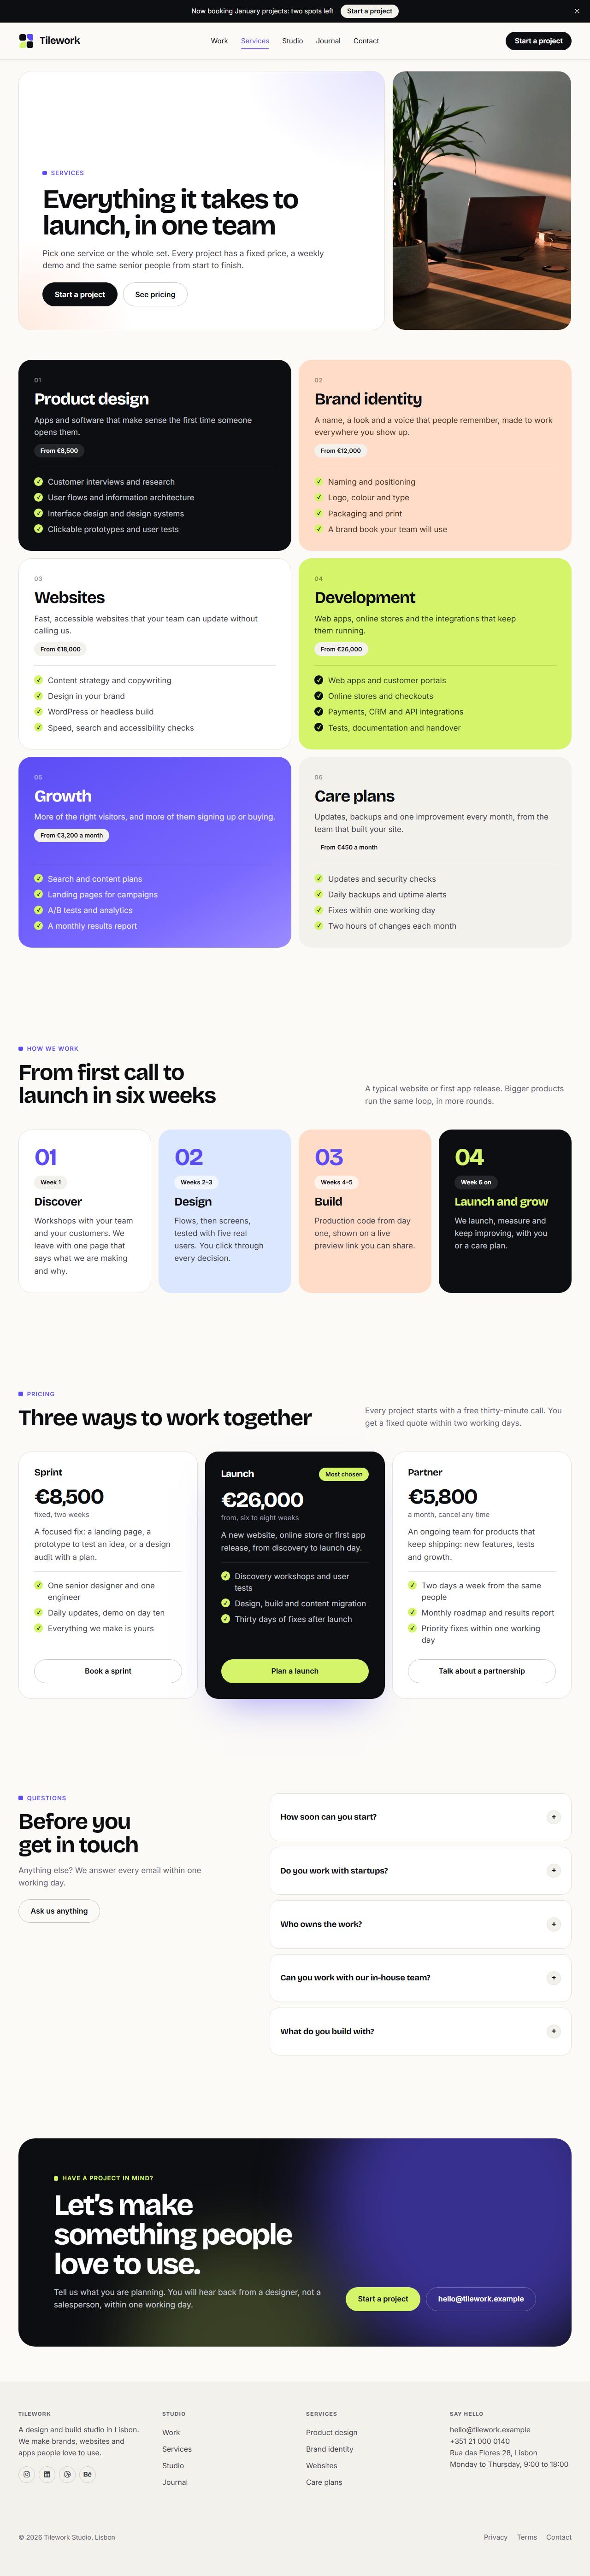 Now booking January projects: two spots left
Start a project
Tilework
Work
Services
Studio
Journal
Contact
Start a project
SERVICES
Everything it takes to
launch, in one team
Pick one service or the whole set. Every project has a fixed price, a weekly
demo and the same senior people from start to finish.
Start a project
See pricing
01
Product design
Apps and software that make sense the first time someone
opens them.
From €8,500
Customer interviews and research
User flows and information architecture
Interface design and design systems
Clickable prototypes and user tests
02
Brand identity
A name, a look and a voice that people remember, made to work
everywhere you show up.
From €12,000
Naming and positioning
Logo, colour and type
Packaging and print
A brand book your team will use
03
Websites
Fast, accessible websites that your team can update without
calling us.
From €18,000
Content strategy and copywriting
Design in your brand
WordPress or headless build
Speed, search and accessibility checks
04
Development
Web apps, online stores and the integrations that keep
them running.
From €26,000
Web apps and customer portals
Online stores and checkouts
Payments, CRM and API integrations
Tests, documentation and handover
05
Growth
More of the right visitors, and more of them signing up or buying.
From €3,200 a month
Search and content plans
Landing pages for campaigns
A/B tests and analytics
A monthly results report
06
Care plans
Updates, backups and one improvement every month, from the
team that built your site.
From €450 a month
Updates and security checks
Daily backups and uptime alerts
Fixes within one working day
Two hours of changes each month
HOW WE WORK
From first call to
launch in six weeks
A typical website or first app release. Bigger products
run the same loop, in more rounds.
01
Week 1
Discover
Workshops with your team
and your customers. We
leave with one page that
says what we are making
and why.
02
Weeks 2–3
Design
Flows, then screens,
tested with five real
users. You click through
every decision.
03
Weeks 4–5
Build
Production code from day
one, shown on a live
preview link you can share.
04
Week 6 on
Launch and grow
We launch, measure and
keep improving, with you
or a care plan.
PRICING
Three ways to work together
Every project starts with a free thirty-minute call. You
get a fixed quote within two working days.
Sprint
€8,500
fixed, two weeks
A focused fix: a landing page, a
prototype to test an idea, or a design
audit with a plan.
One senior designer and one
engineer
Daily updates, demo on day ten
Everything we make is yours
Book a sprint
Launch
Most chosen
€26,000
from, six to eight weeks
A new website, online store or first app
release, from discovery to launch day.
Discovery workshops and user
tests
Design, build and content migration
Thirty days of fixes after launch
Plan a launch
Partner
€5,800
a month, cancel any time
An ongoing team for products that
keep shipping: new features, tests
and growth.
Two days a week from the same
people
Monthly roadmap and results report
Priority fixes within one working
day
Talk about a partnership
QUESTIONS
Before you
get in touch
Anything else? We answer every email within one
working day.
Ask us anything
How soon can you start?
Do you work with startups?
Who owns the work?
Can you work with our in-house team?
What do you build with?
HAVE A PROJECT IN MIND?
Let's make
something people
love to use.
Tell us what you are planning. You will hear back from a designer, not a
salesperson, within one working day.
Start a project
hello@tilework.example
TILEWORK
A design and build studio in Lisbon.
We make brands, websites and
apps people love to use.
Bē
STUDIO
Work
Services
Studio
Journal
SERVICES
Product design
Brand identity
Websites
Care plans
SAY HELLO
hello@tilework.example
+351 21 000 0140
Rua das Flores 28, Lisbon
Monday to Thursday, 9:00 to 18:00
© 2026 Tilework Studio, Lisbon
Privacy
Terms
Contact